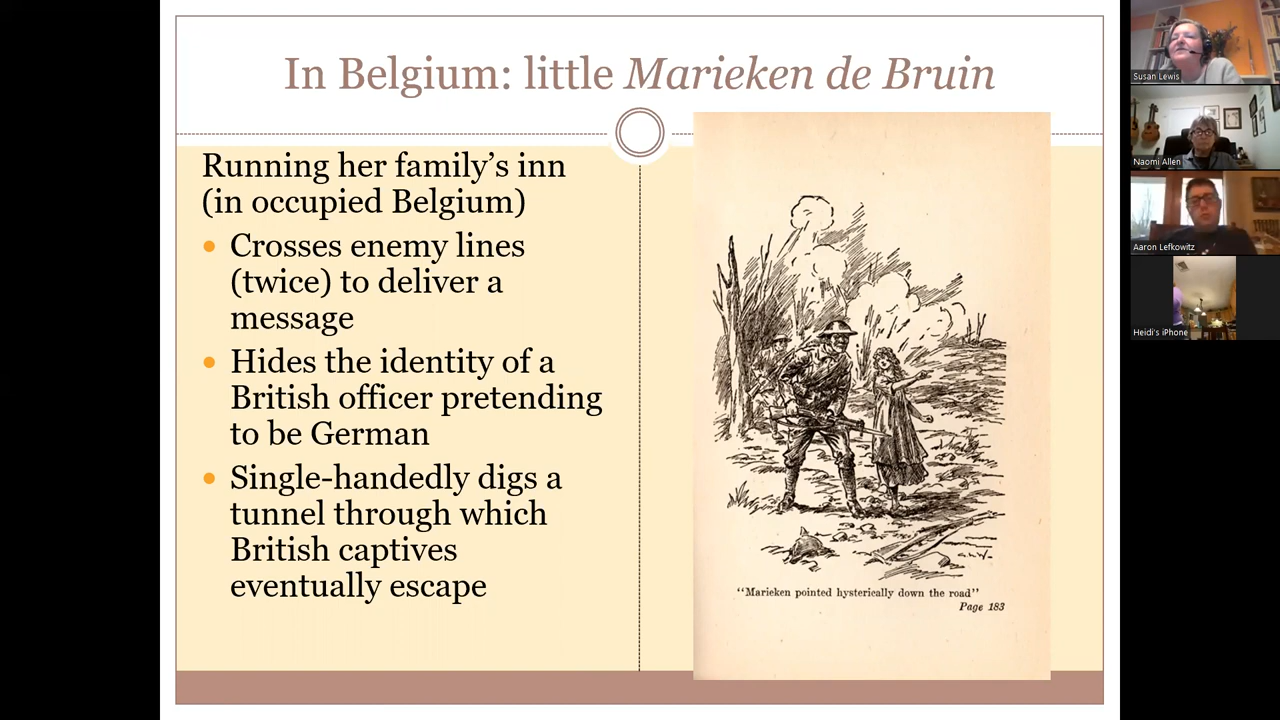 In Belgium: little Marieken de Bruin
Running her family’s inn
(in occupied Belgium)
• Crosses enemy lines
(twice) to deliver a
message
• Hides the identity of a
British officer pretending
to be German
• Single-handedly digs a
tunnel through which
British captives
eventually escape
“Marieken pointed hysterically down the road”
Page 183
Susan Lewis
Naomi Allen
Aaron Lefkowitz
Heidi's iPhone